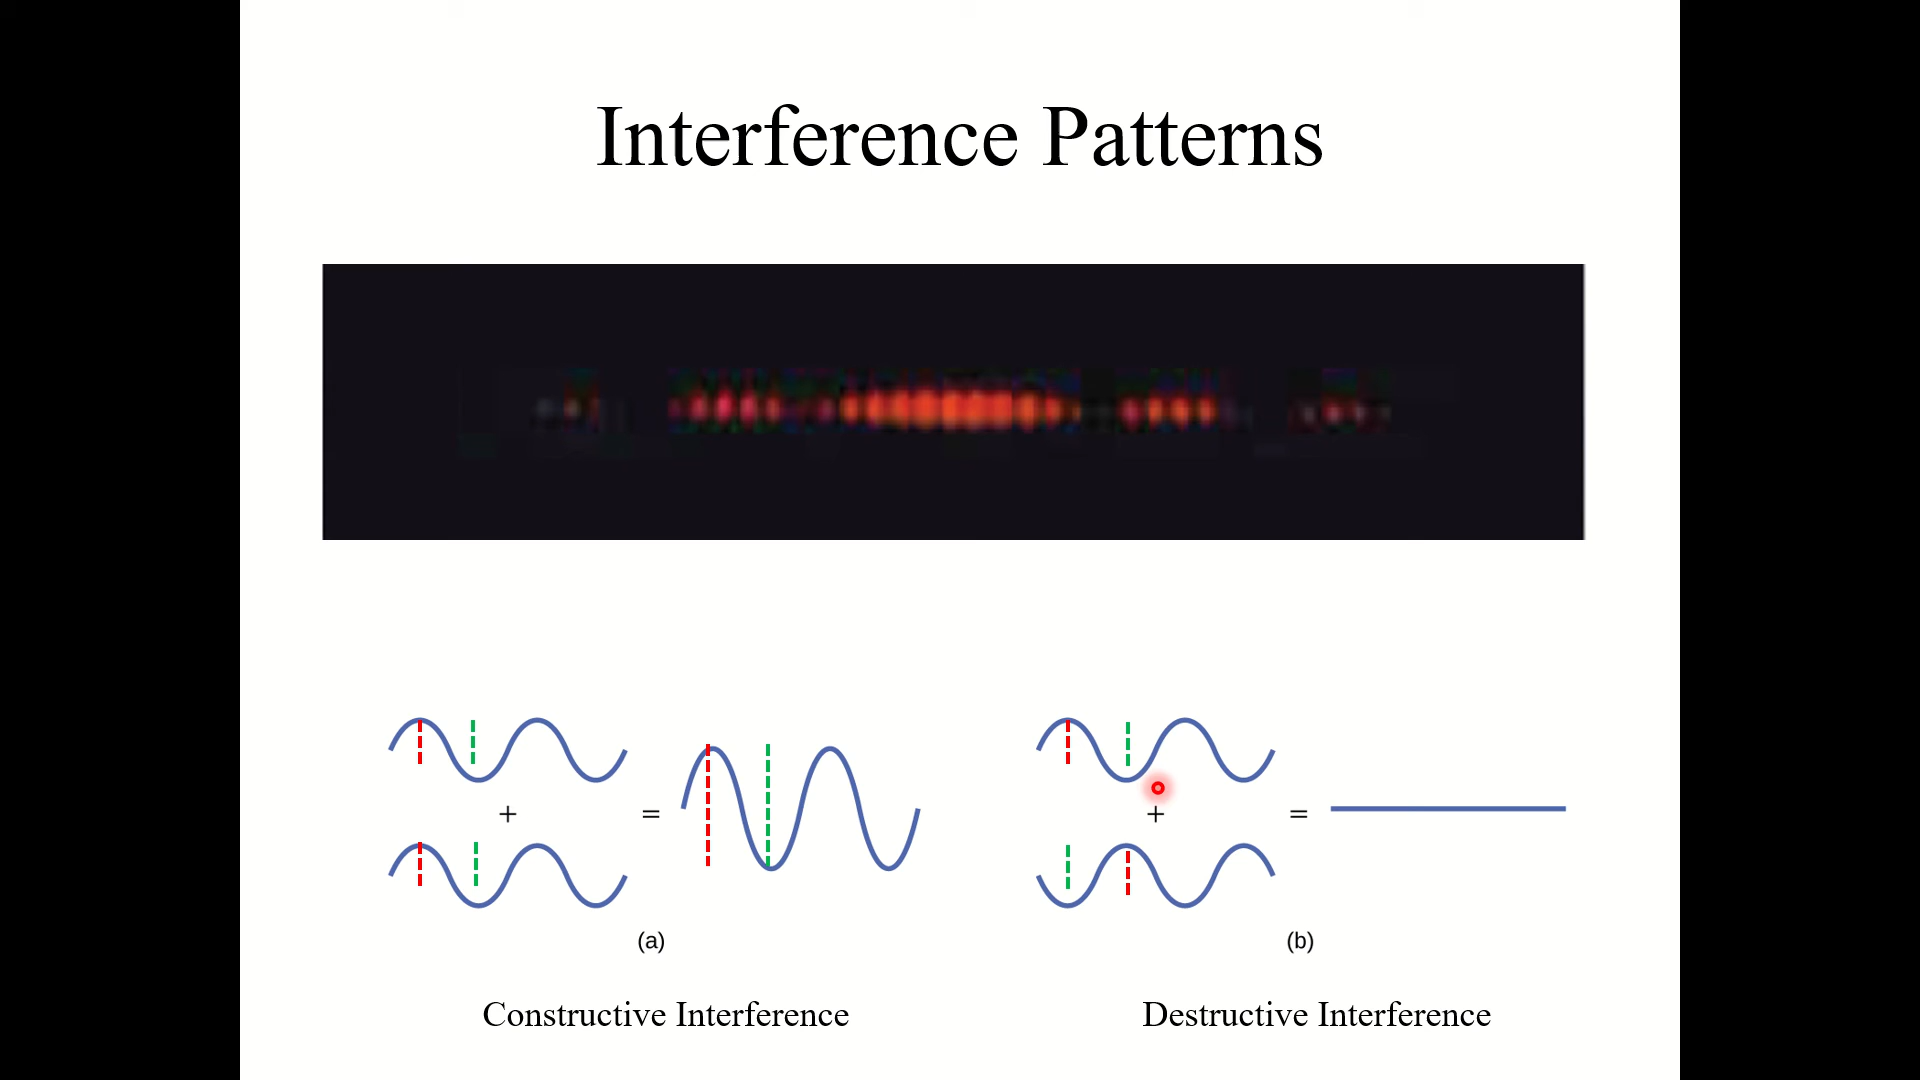 Interference Patterns
+ =
+ =
(a)
(b)
Constructive Interference
Destructive Interference